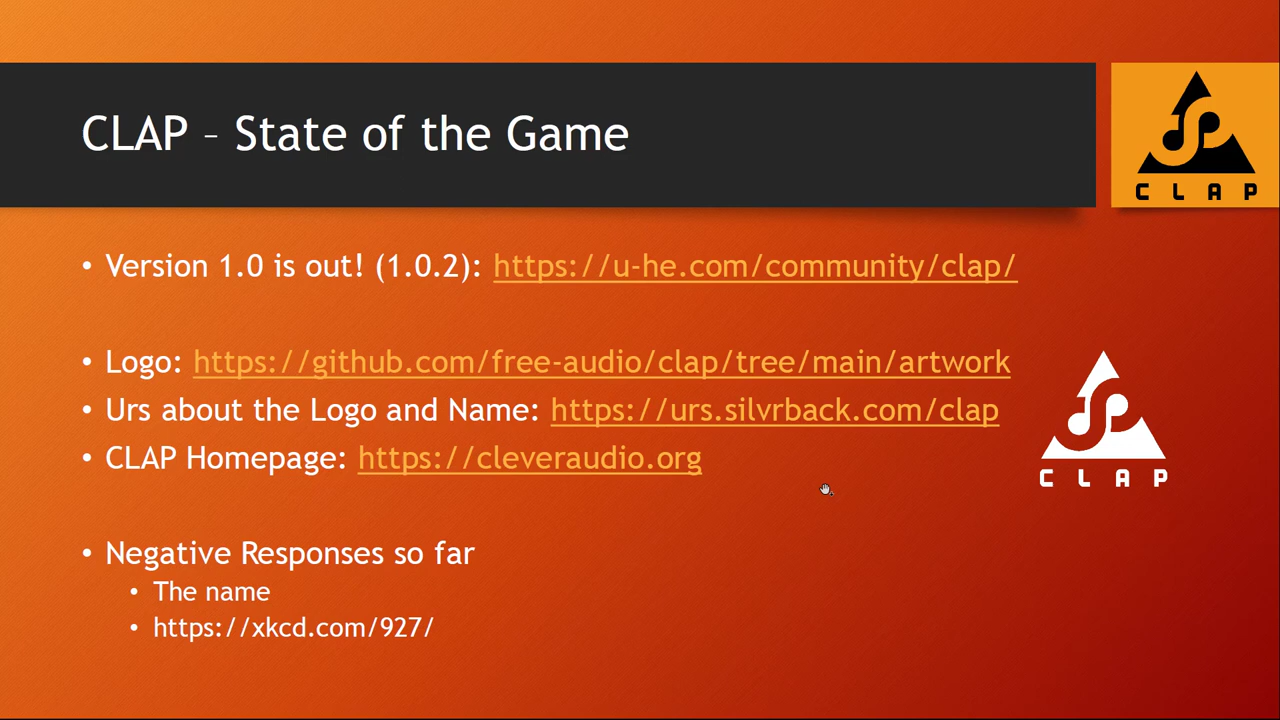 CLAP – State of the Game
CLAP
• Version 1.0 is out! (1.0.2): https://u-he.com/community/clap/
• Logo: https://github.com/free-audio/clap/tree/main/artwork
• Urs about the Logo and Name: https://urs.silvrback.com/clap
• CLAP Homepage: https://cleveraudio.org
CLAP
• Negative Responses so far
• The name
• https://xkcd.com/927/